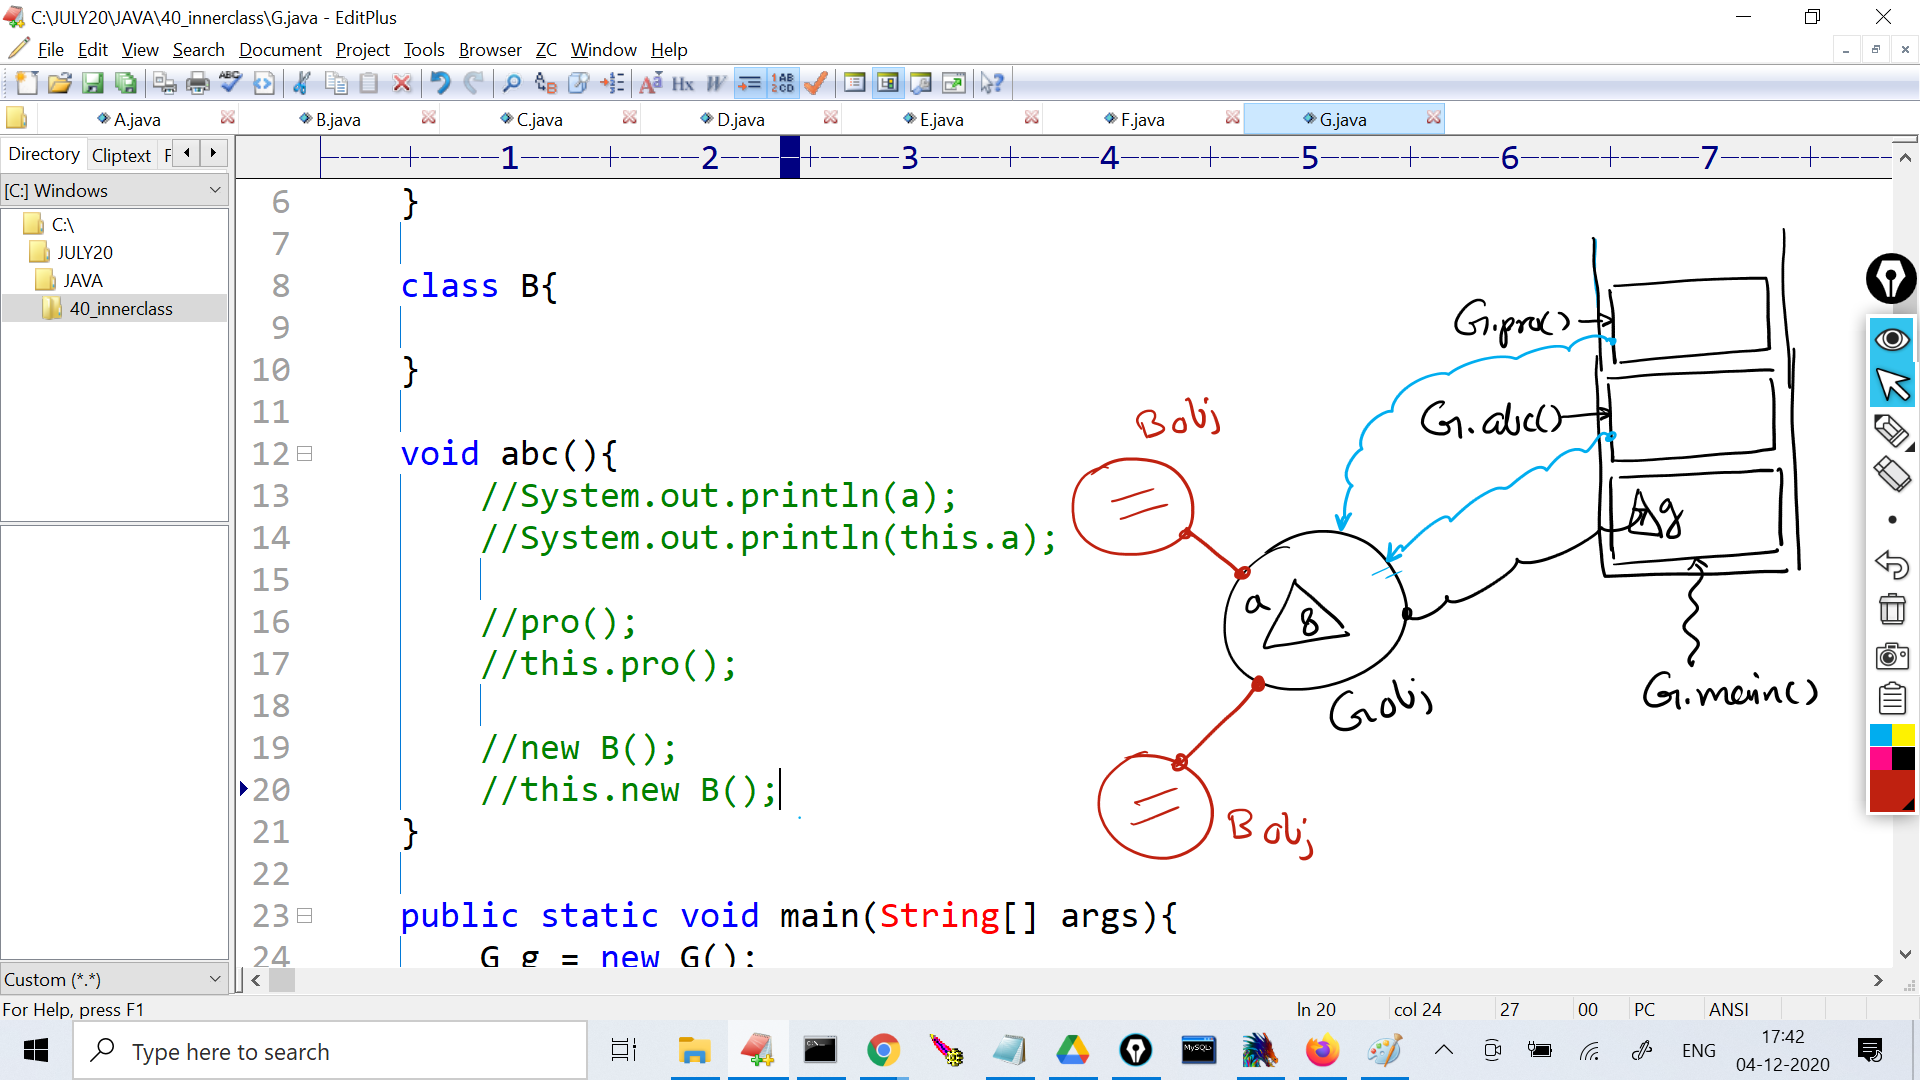 C:\JULY20\JAVA\40_innerclass\G.java - EditPlus
File Edit View Search Document Project Tools Browser ZC Window Help
A.java B.java C.java D.java E.java F.java G.java
Directory Cliptext F
1 2 3 4 5 6 7
[C:] Windows
C:\
JULY20
JAVA
40_innerclass
6 }
7
8 class B{
9
10 }
11
12 void abc(){
13 //System.out.println(a);
14 //System.out.println(this.a);
15
16 //pro();
17 //this.pro();
18
19 //new B();
20 //this.new B();
21 }
22
23 public static void main(String[] args){
24 G g = new G();
G.pro()
G.abc()
g
G.main()
B obj
a 8
G obj
B obj
Custom (*.*)
For Help, press F1
ln 20 col 24 27 00 PC ANSI
Type here to search
MySQL
ENG
17:42
04-12-2020